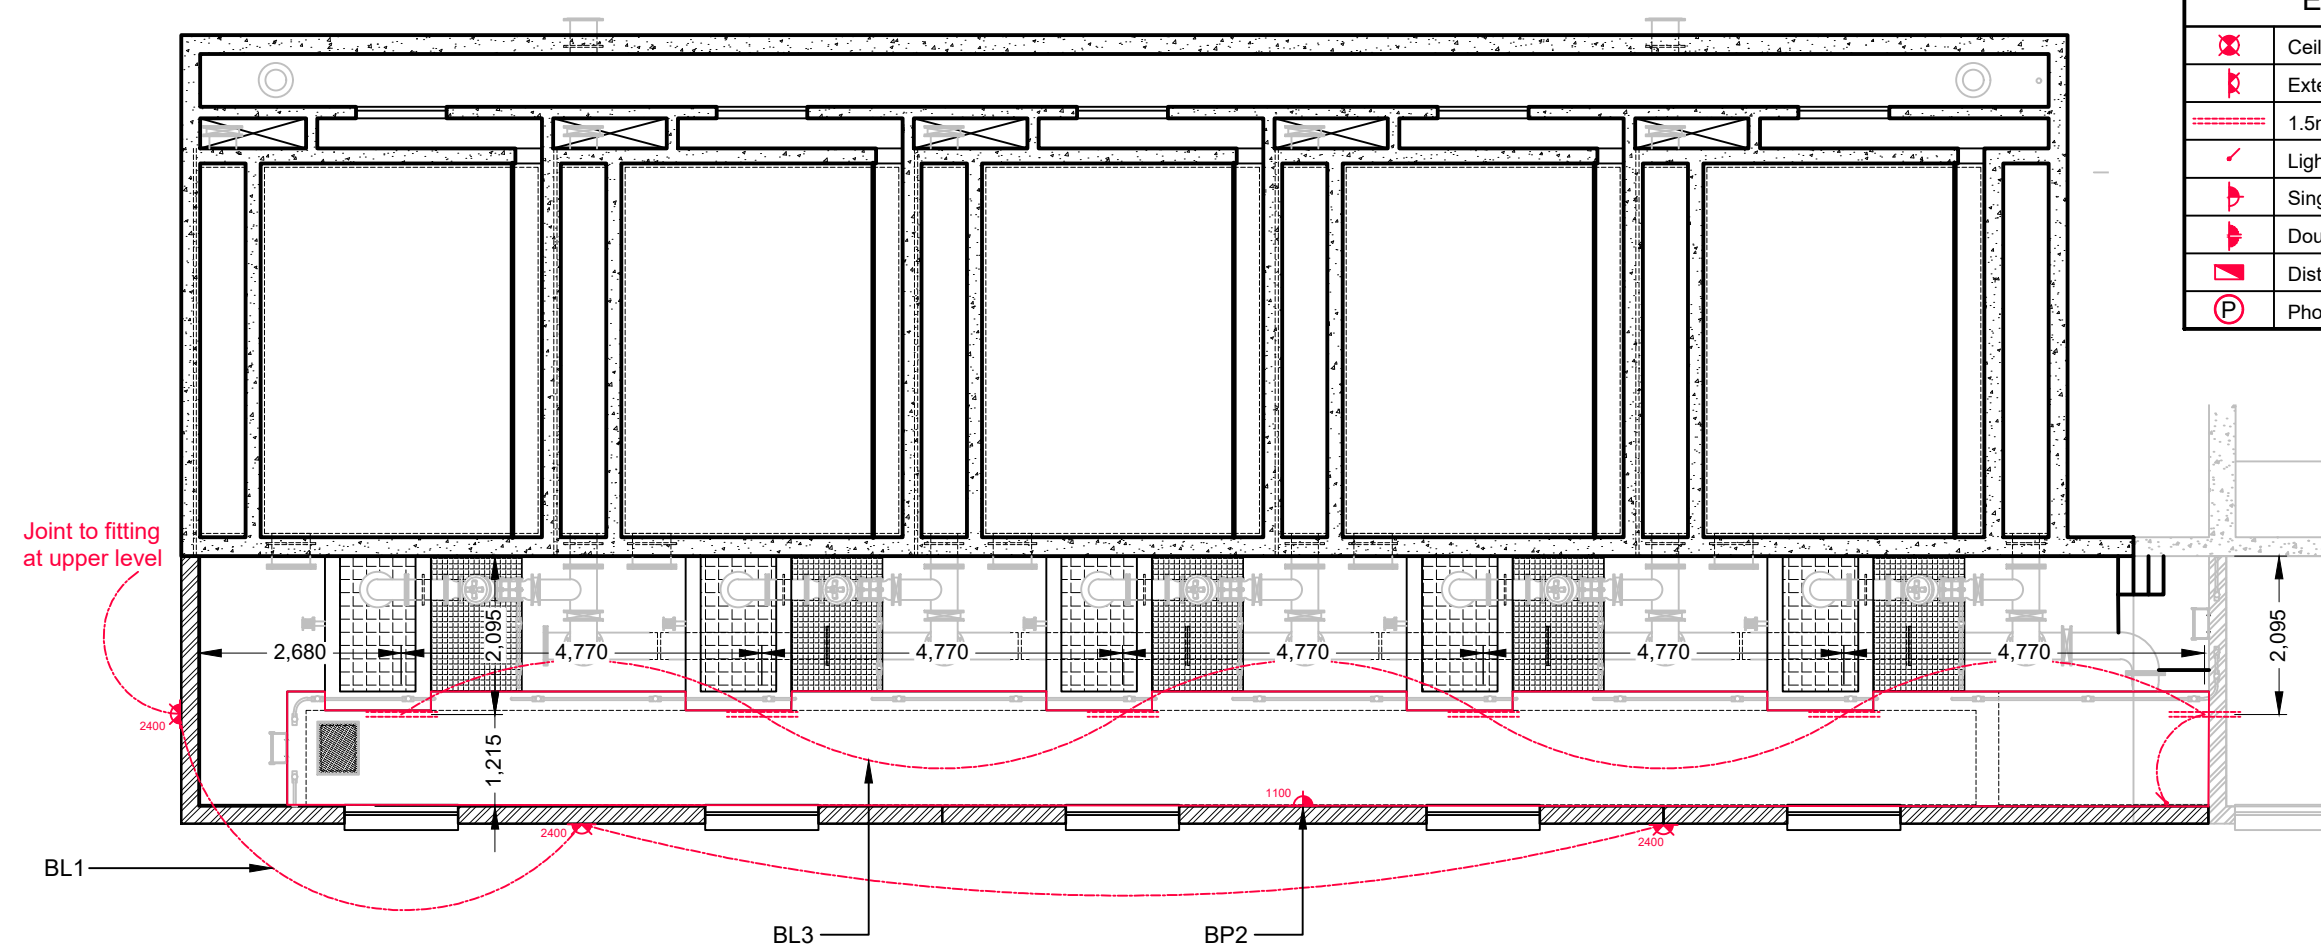 E
Ceil
Exte
1.5m
Ligh
Sing
Dou
Dist
P
Pho
Joint to fitting
at upper level
2,680
2,095
4,770
4,770
4,770
4,770
4,770
2,095
2400
1,215
1100
2400
2400
BL1
BL3
BP2